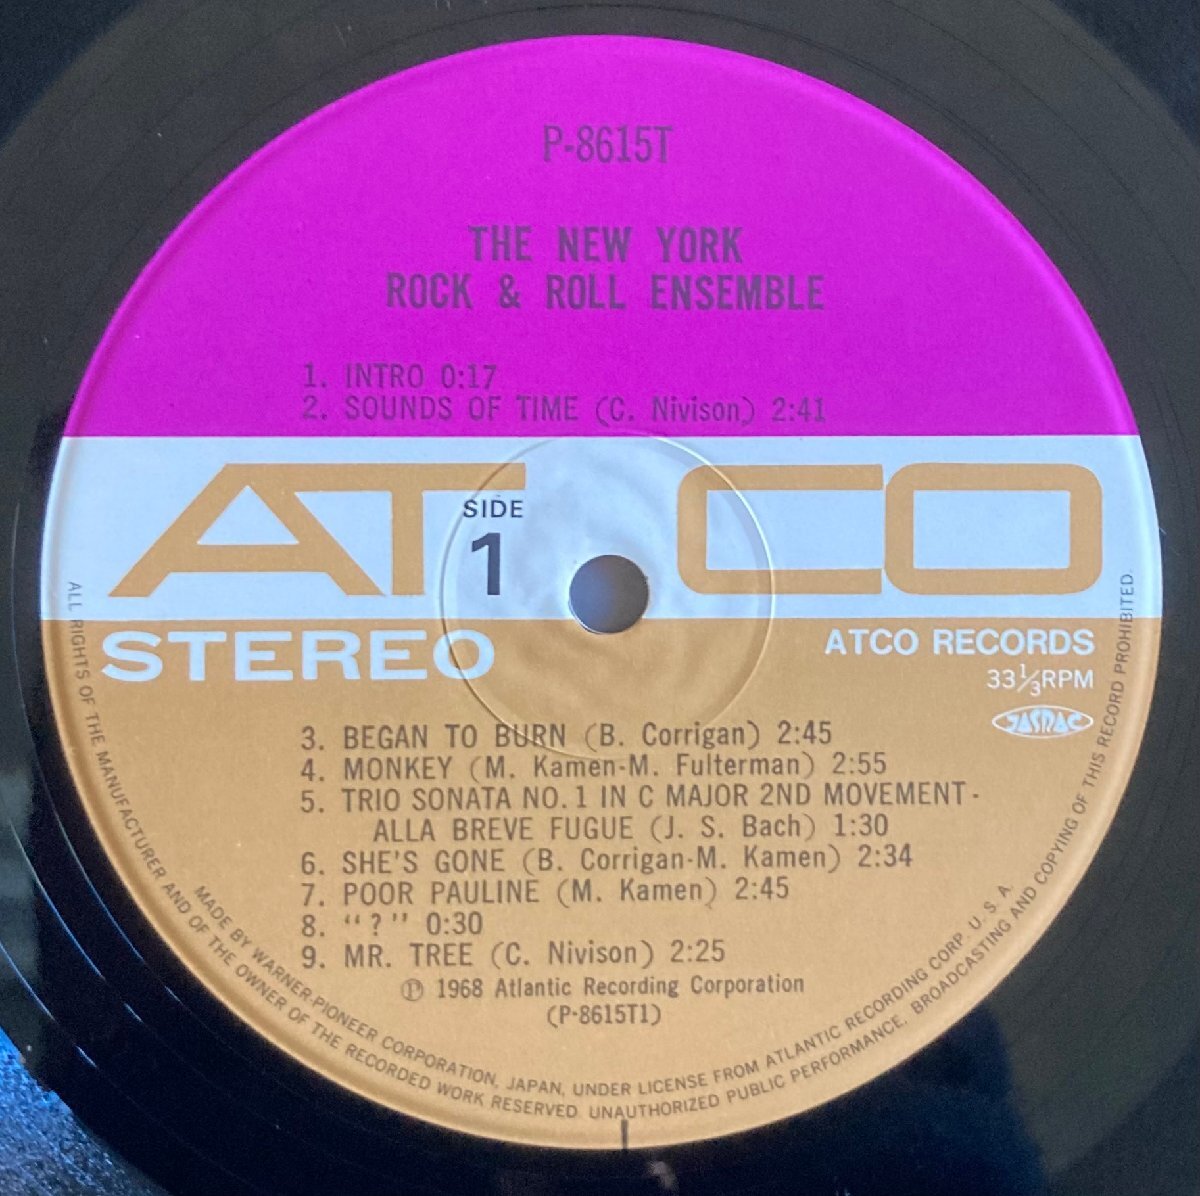 P-8615T
THE NEW YORK
ROCK & ROLL ENSEMBLE
1. INTRO 0:17
2. SOUNDS OF TIME (C. Nivison) 2:41
ATCO
SIDE
1
STEREO
ATCO RECORDS
33⅓RPM
JASRAC
3. BEGAN TO BURN (B. Corrigan) 2:45
4. MONKEY (M. Kamen-M. Fulterman) 2:55
5. TRIO SONATA NO. 1 IN C MAJOR 2ND MOVEMENT-
ALLA BREVE FUGUE (J. S. Bach) 1:30
6. SHE'S GONE (B. Corrigan-M. Kamen) 2:34
7. POOR PAULINE (M. Kamen) 2:45
8. "?" 0:30
9. MR. TREE (C. Nivison) 2:25
℗ 1968 Atlantic Recording Corporation
(P-8615T1)
MADE BY WARNER-PIONEER CORPORATION, JAPAN, UNDER LICENSE FROM ATLANTIC RECORDING CORP. U. S. A.
ALL RIGHTS OF THE MANUFACTURER AND OF THE OWNER OF THE RECORDED WORK RESERVED. UNAUTHORIZED PUBLIC PERFORMANCE, BROADCASTING AND COPYING OF THIS RECORD PROHIBITED.